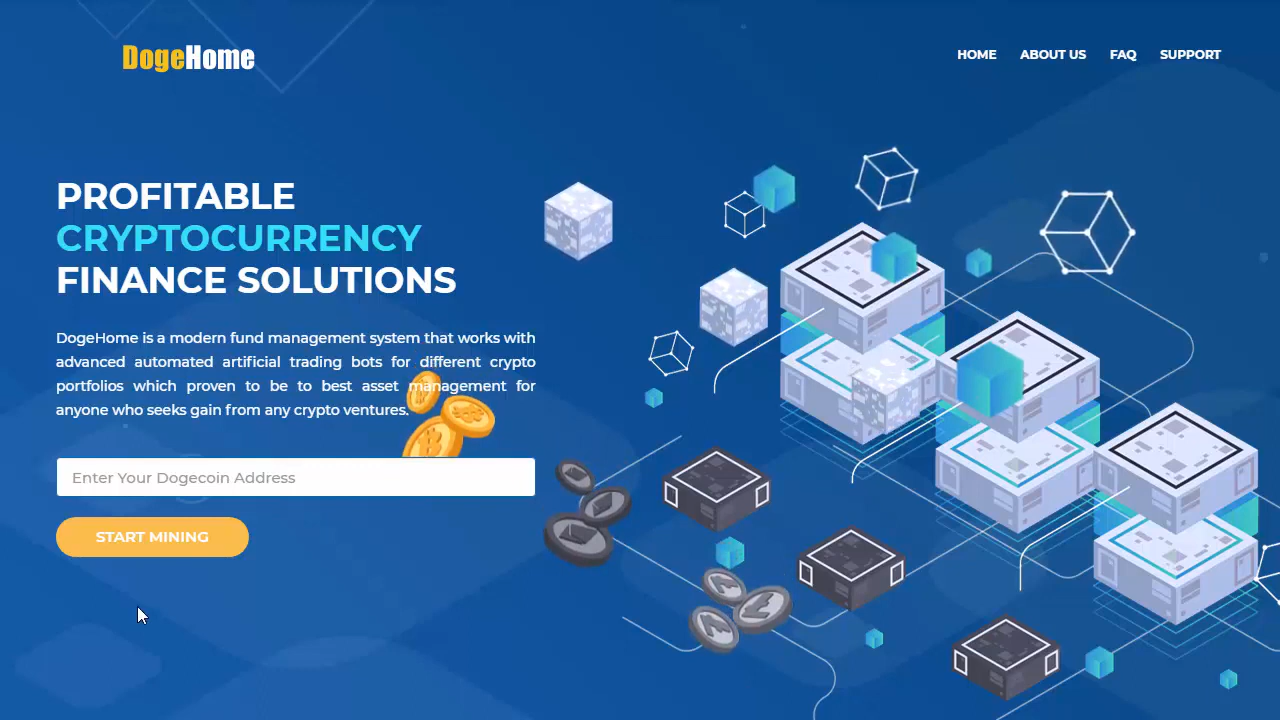 DogeHome
HOME ABOUT US FAQ SUPPORT
PROFITABLE
CRYPTOCURRENCY
FINANCE SOLUTIONS
DogeHome is a modern fund management system that works with
advanced automated artificial trading bots for different crypto
portfolios which proven to be to best asset management for
anyone who seeks gain from any crypto ventures.
Enter Your Dogecoin Address
START MINING